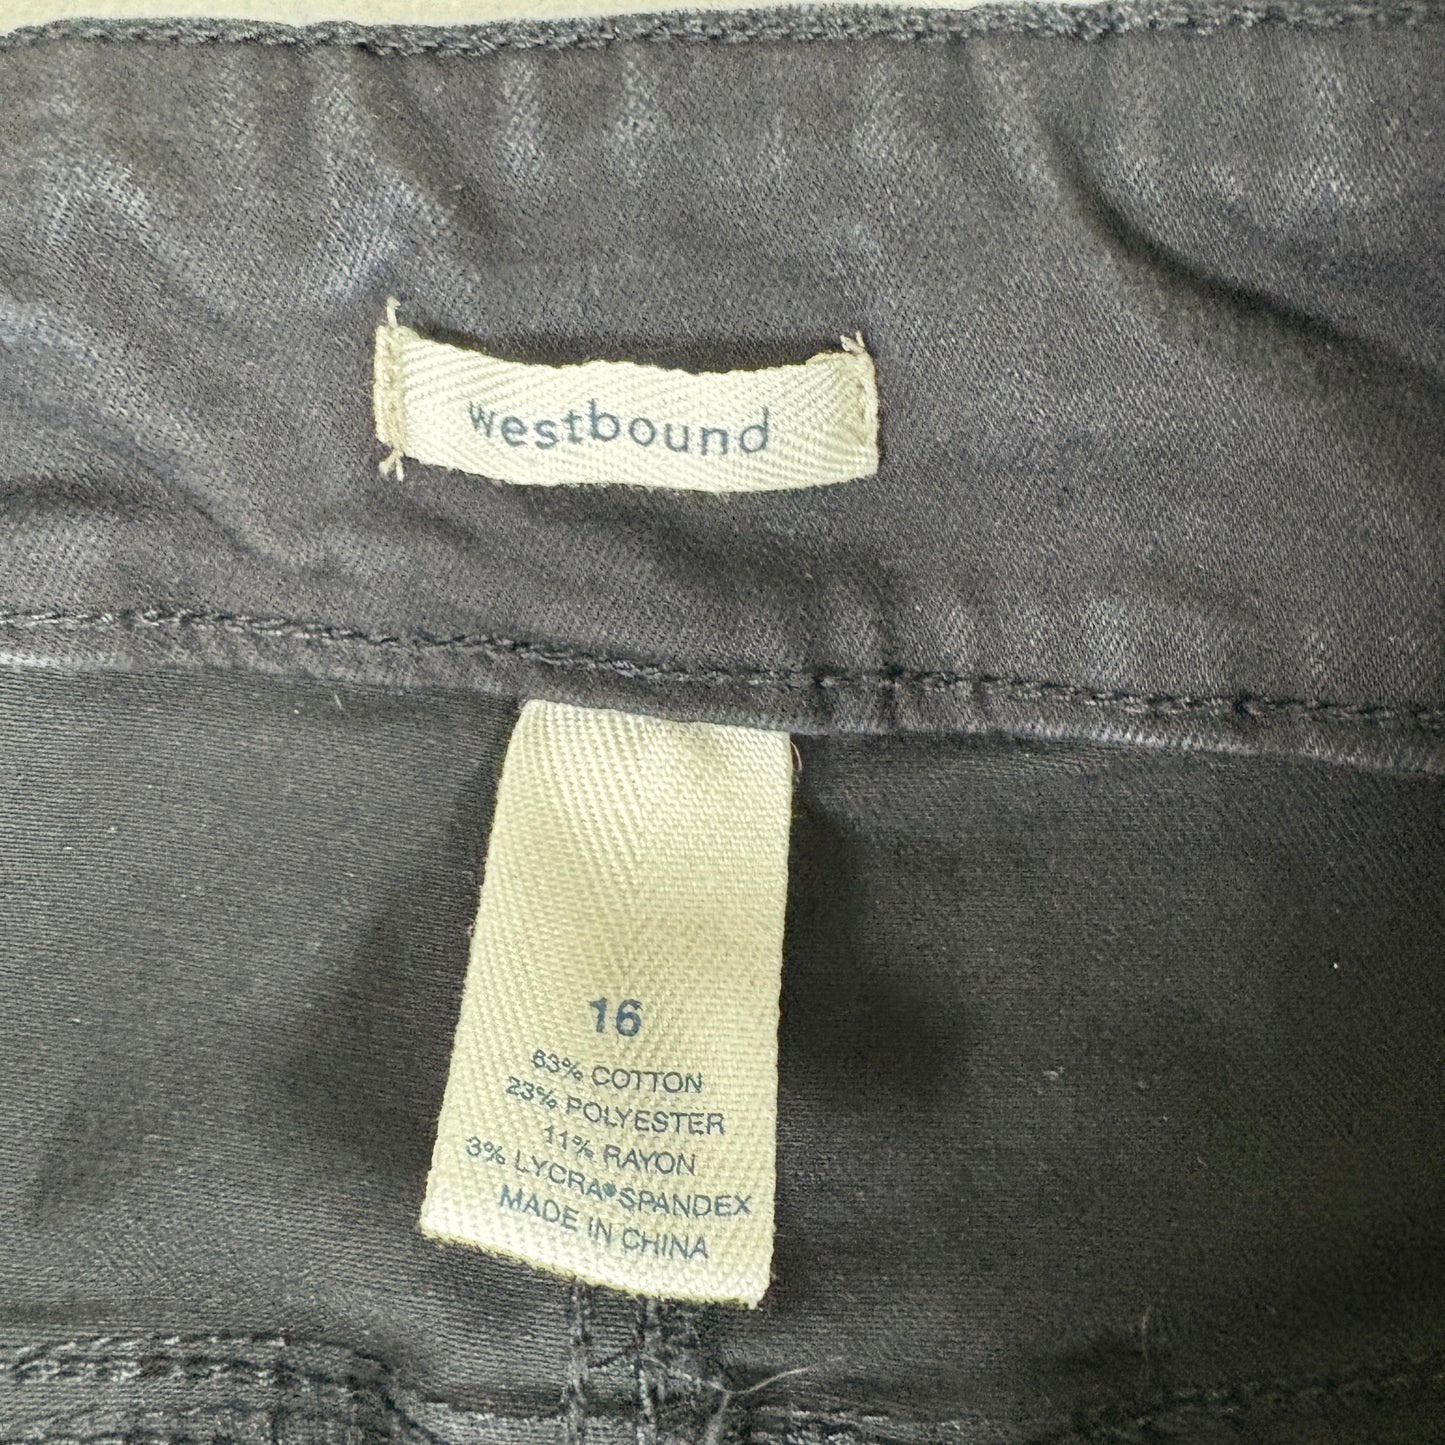 Westbound
16
63% COTTON
23% POLYESTER
11% RAYON
3% LYCRA® SPANDEX
MADE IN CHINA